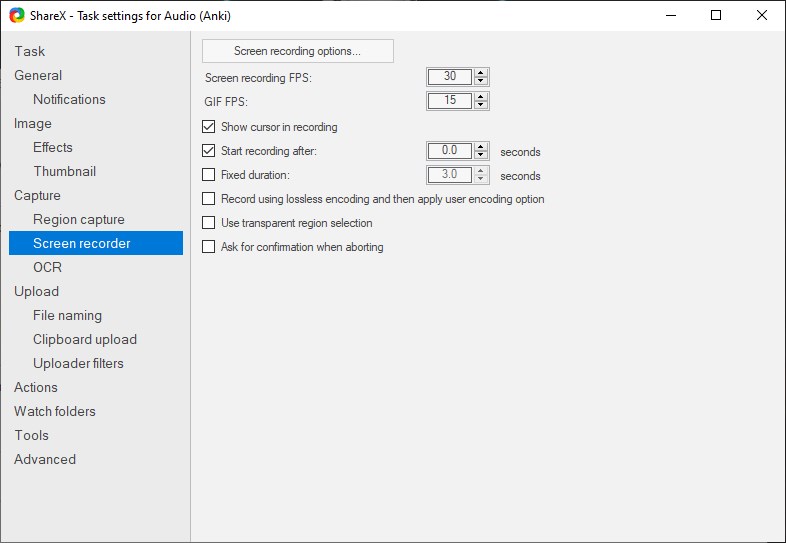 ShareX - Task settings for Audio (Anki)
Task
General
Notifications
Image
Effects
Thumbnail
Capture
Region capture
Screen recorder
OCR
Upload
File naming
Clipboard upload
Uploader filters
Actions
Watch folders
Tools
Advanced
Screen recording options...
Screen recording FPS: 30
GIF FPS: 15
Show cursor in recording
Start recording after: 0.0 seconds
Fixed duration: 3.0 seconds
Record using lossless encoding and then apply user encoding option
Use transparent region selection
Ask for confirmation when aborting